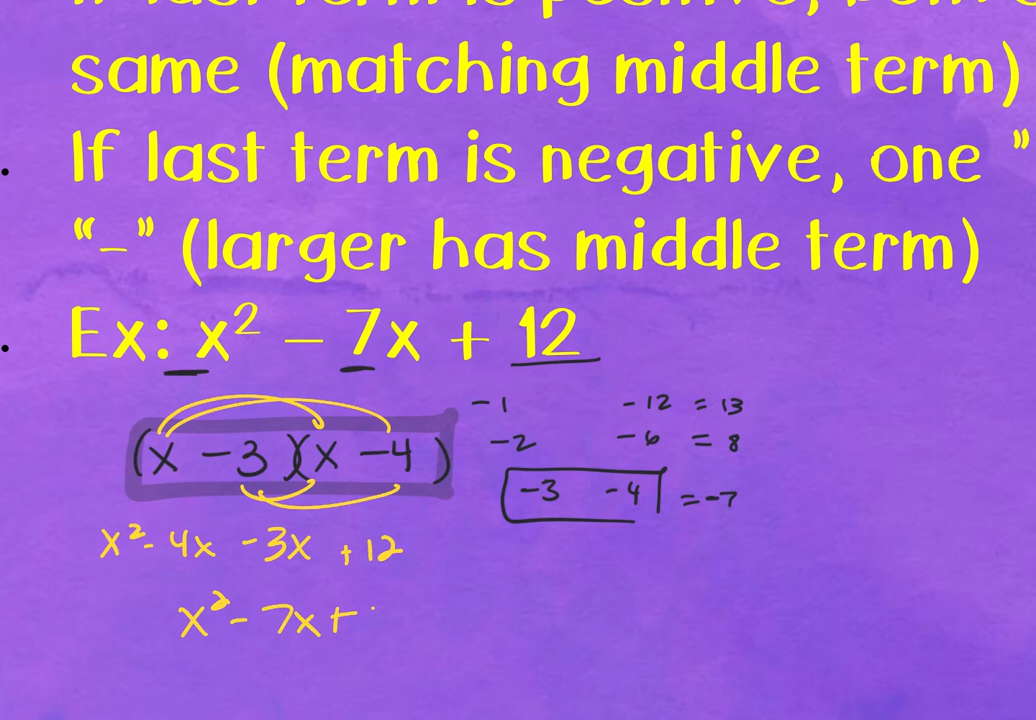 same (matching middle term)
If last term is negative, one "
"-" (larger has middle term)
Ex: x² - 7x + 12
-1 -12 = 13
-2 -6 = 8
(x - 3)(x - 4)
-3 -4 = -7
x² - 4x - 3x + 12
x² - 7x +